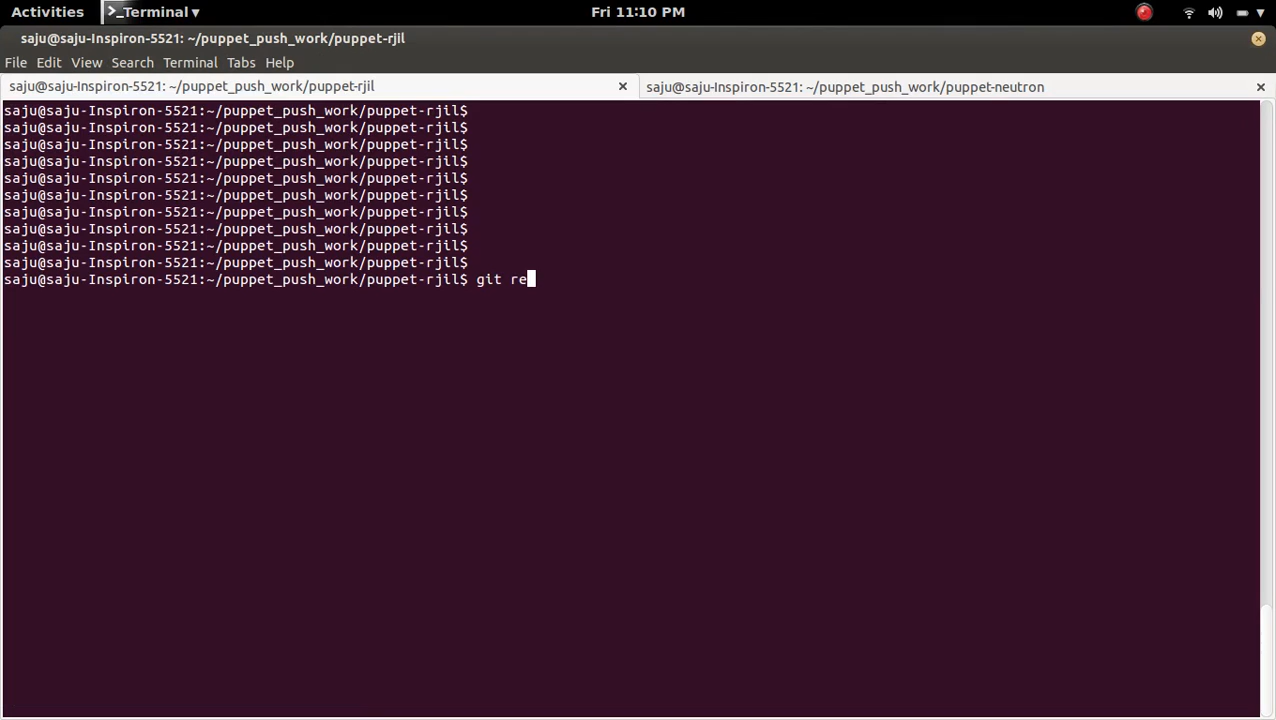 Activities
>_Terminal ▾
Fri 11:10 PM
saju@saju-Inspiron-5521: ~/puppet_push_work/puppet-rjil
File Edit View Search Terminal Tabs Help
saju@saju-Inspiron-5521: ~/puppet_push_work/puppet-rjil
saju@saju-Inspiron-5521: ~/puppet_push_work/puppet-neutron
saju@saju-Inspiron-5521:~/puppet_push_work/puppet-rjil$
saju@saju-Inspiron-5521:~/puppet_push_work/puppet-rjil$
saju@saju-Inspiron-5521:~/puppet_push_work/puppet-rjil$
saju@saju-Inspiron-5521:~/puppet_push_work/puppet-rjil$
saju@saju-Inspiron-5521:~/puppet_push_work/puppet-rjil$
saju@saju-Inspiron-5521:~/puppet_push_work/puppet-rjil$
saju@saju-Inspiron-5521:~/puppet_push_work/puppet-rjil$
saju@saju-Inspiron-5521:~/puppet_push_work/puppet-rjil$
saju@saju-Inspiron-5521:~/puppet_push_work/puppet-rjil$
saju@saju-Inspiron-5521:~/puppet_push_work/puppet-rjil$
saju@saju-Inspiron-5521:~/puppet_push_work/puppet-rjil$ git re